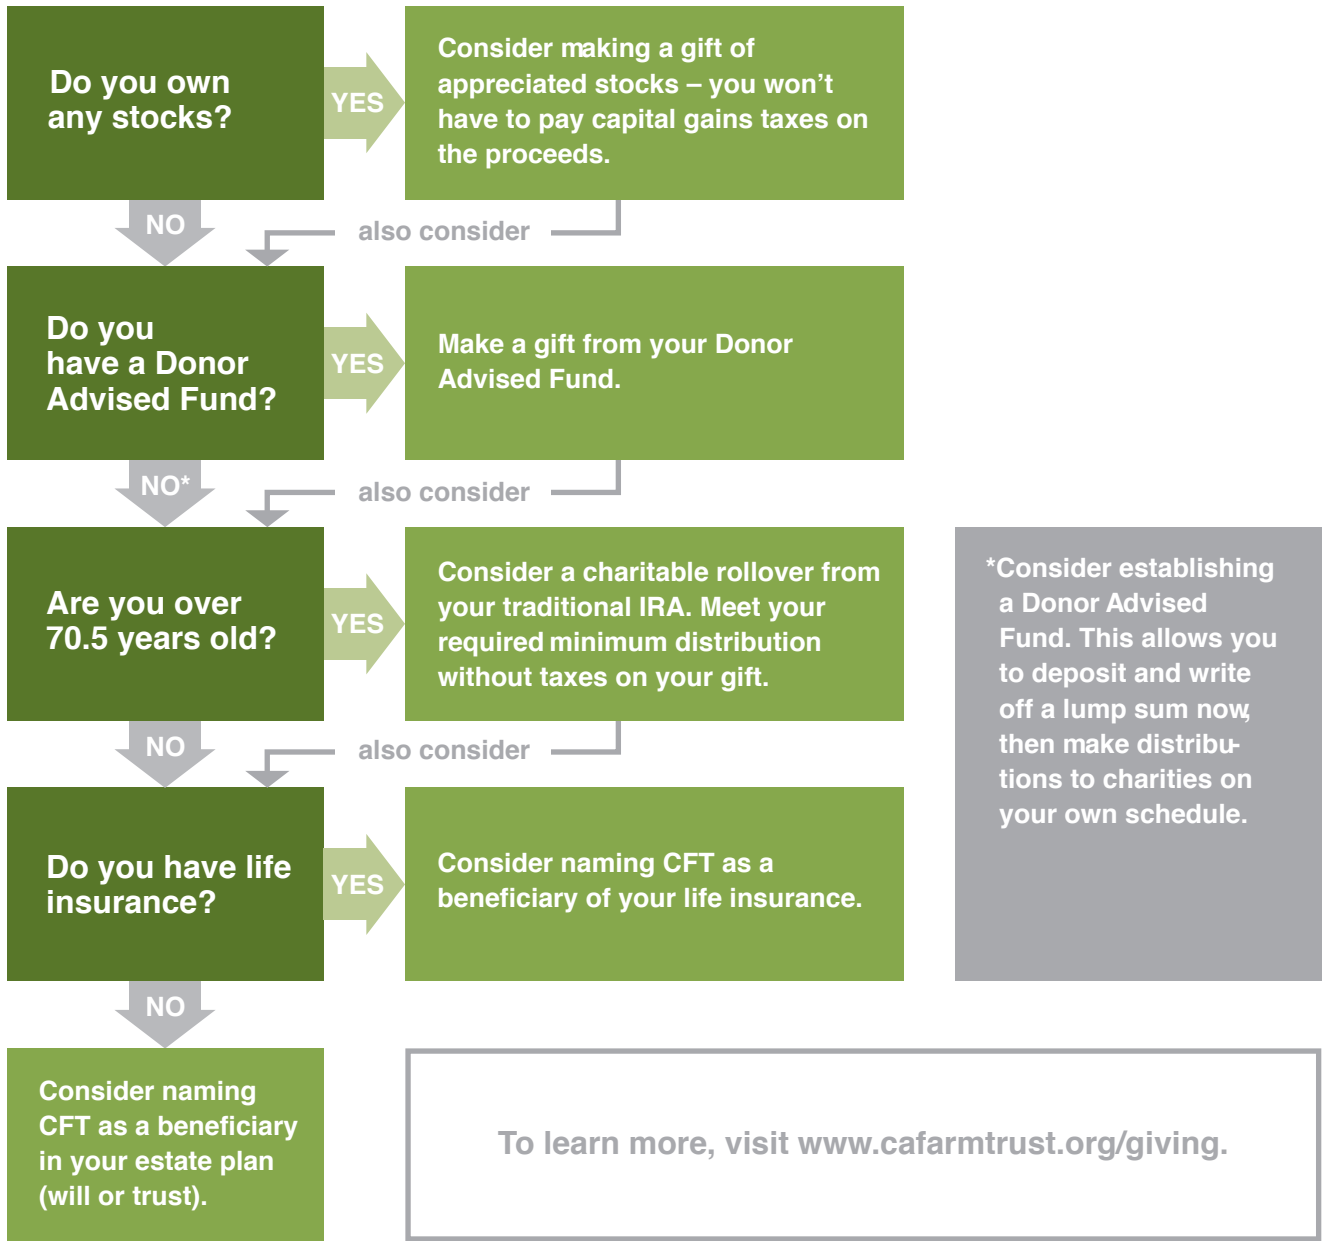 Do you own
any stocks?
YES
Consider making a gift of
appreciated stocks – you won't
have to pay capital gains taxes on
the proceeds.
NO
also consider
Do you
have a Donor
Advised Fund?
YES
Make a gift from your Donor
Advised Fund.
NO*
also consider
Are you over
70.5 years old?
YES
Consider a charitable rollover from
your traditional IRA. Meet your
required minimum distribution
without taxes on your gift.
*Consider establishing
a Donor Advised
Fund. This allows you
to deposit and write
off a lump sum now,
then make distribu-
tions to charities on
your own schedule.
NO
also consider
Do you have life
insurance?
YES
Consider naming CFT as a
beneficiary of your life insurance.
NO
Consider naming
CFT as a beneficiary
in your estate plan
(will or trust).
To learn more, visit www.cafarmtrust.org/giving.